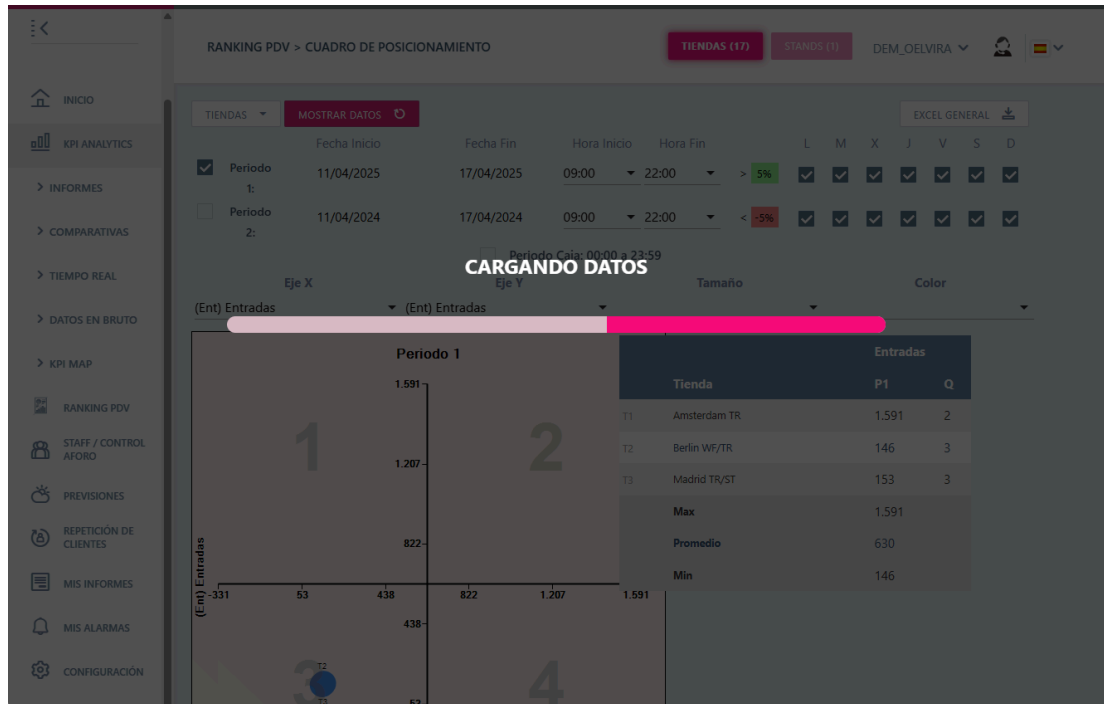 RANKING PDV > CUADRO DE POSICIONAMIENTO
TIENDAS (17)
STANDS (1)
DEM_OELVIRA
INICIO
KPI ANALYTICS
> INFORMES
> COMPARATIVAS
> TIEMPO REAL
> DATOS EN BRUTO
> KPI MAP
RANKING PDV
STAFF / CONTROL
AFORO
PREVISIONES
REPETICIÓN DE
CLIENTES
MIS INFORMES
MIS ALARMAS
CONFIGURACIÓN
TIENDAS
MOSTRAR DATOS
EXCEL GENERAL
Fecha Inicio Fecha Fin Hora Inicio Hora Fin L M X J V S D
Periodo
1:
11/04/2025 17/04/2025 09:00 22:00 > 5%
Periodo
2:
11/04/2024 17/04/2024 09:00 22:00 < -5%
Periodo Caja: 00:00 a 23:59
CARGANDO DATOS
Eje X Eje Y Tamaño Color
(Ent) Entradas (Ent) Entradas
Periodo 1
1.591
1 2
1.207
822
(Ent) Entradas
-331 53 438 822 1.207 1.591
438
T2
3 4
T3
53
Entradas
Tienda P1 Q
T1 Amsterdam TR 1.591 2
T2 Berlin WF/TR 146 3
T3 Madrid TR/ST 153 3
Max 1.591
Promedio 630
Min 146